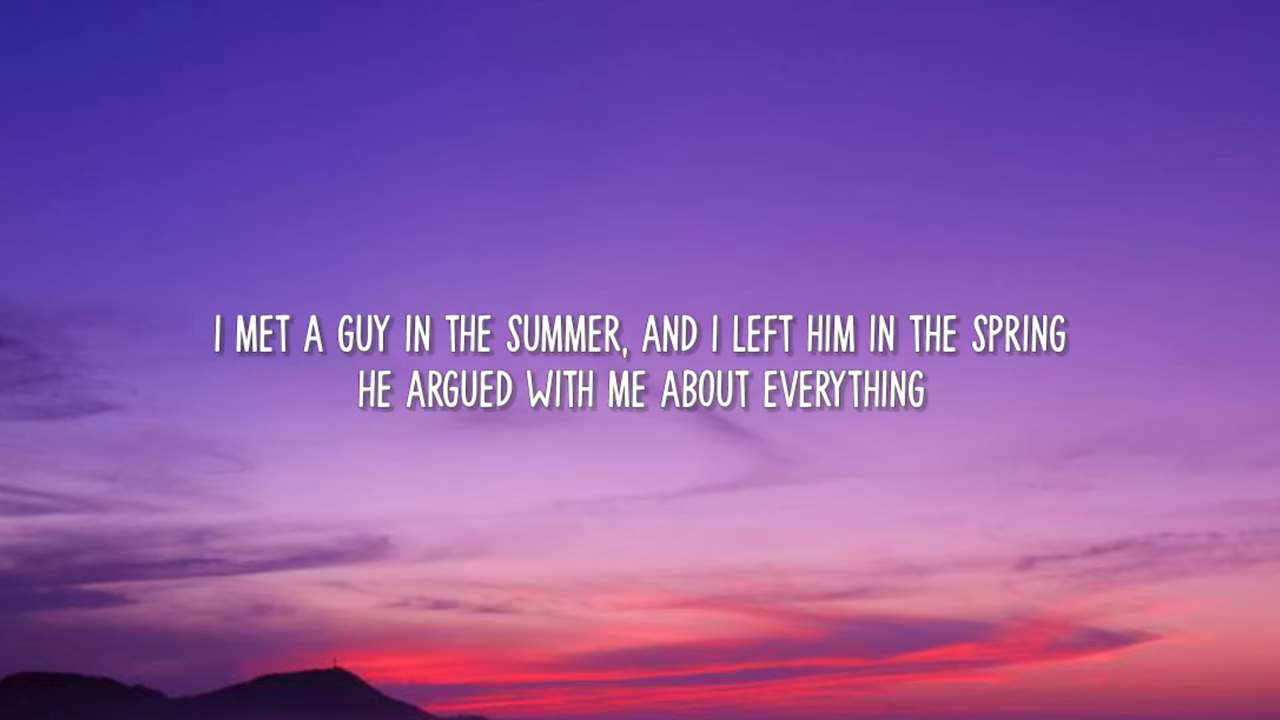 I MET A GUY IN THE SUMMER, AND I LEFT HIM IN THE SPRING
HE ARGUED WITH ME ABOUT EVERYTHING